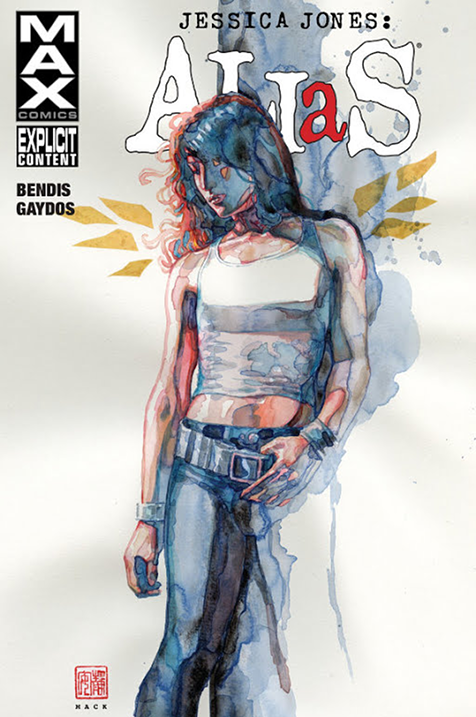 JESSICA JONES:
ALIaS
MAX
COMICS
EXPLICIT
CONTENT
BENDIS
GAYDOS
MACK